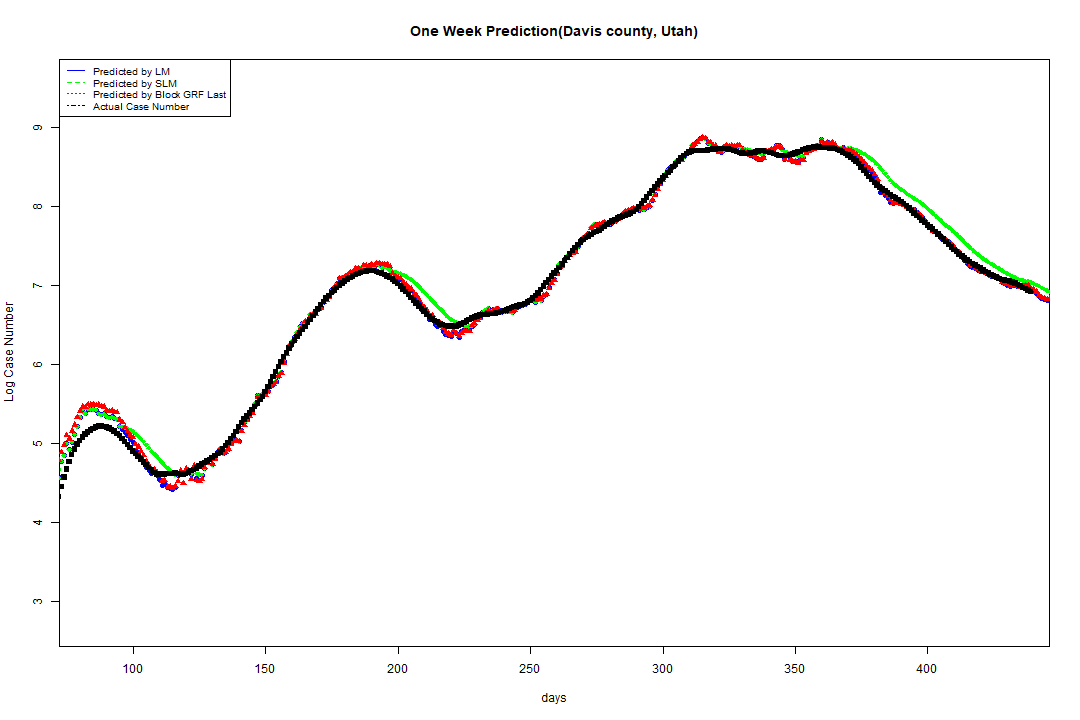 One Week Prediction(Davis county, Utah)
Predicted by LM
Predicted by SLM
Predicted by Block GRF Last
Actual Case Number
Log Case Number
9
8
7
6
5
4
3
100 150 200 250 300 350 400
days